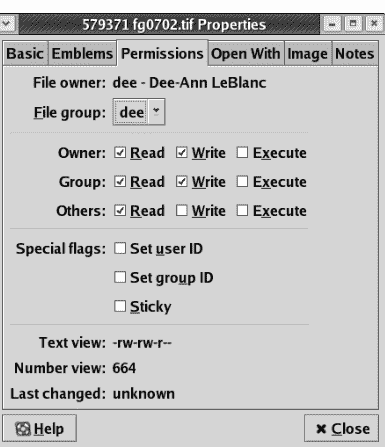 579371 fg0702.tif Properties
Basic Emblems Permissions Open With Image Notes
File owner: dee - Dee-Ann LeBlanc
File group: dee
Owner: Read Write Execute
Group: Read Write Execute
Others: Read Write Execute
Special flags: Set user ID
Set group ID
Sticky
Text view: -rw-rw-r--
Number view: 664
Last changed: unknown
Help Close